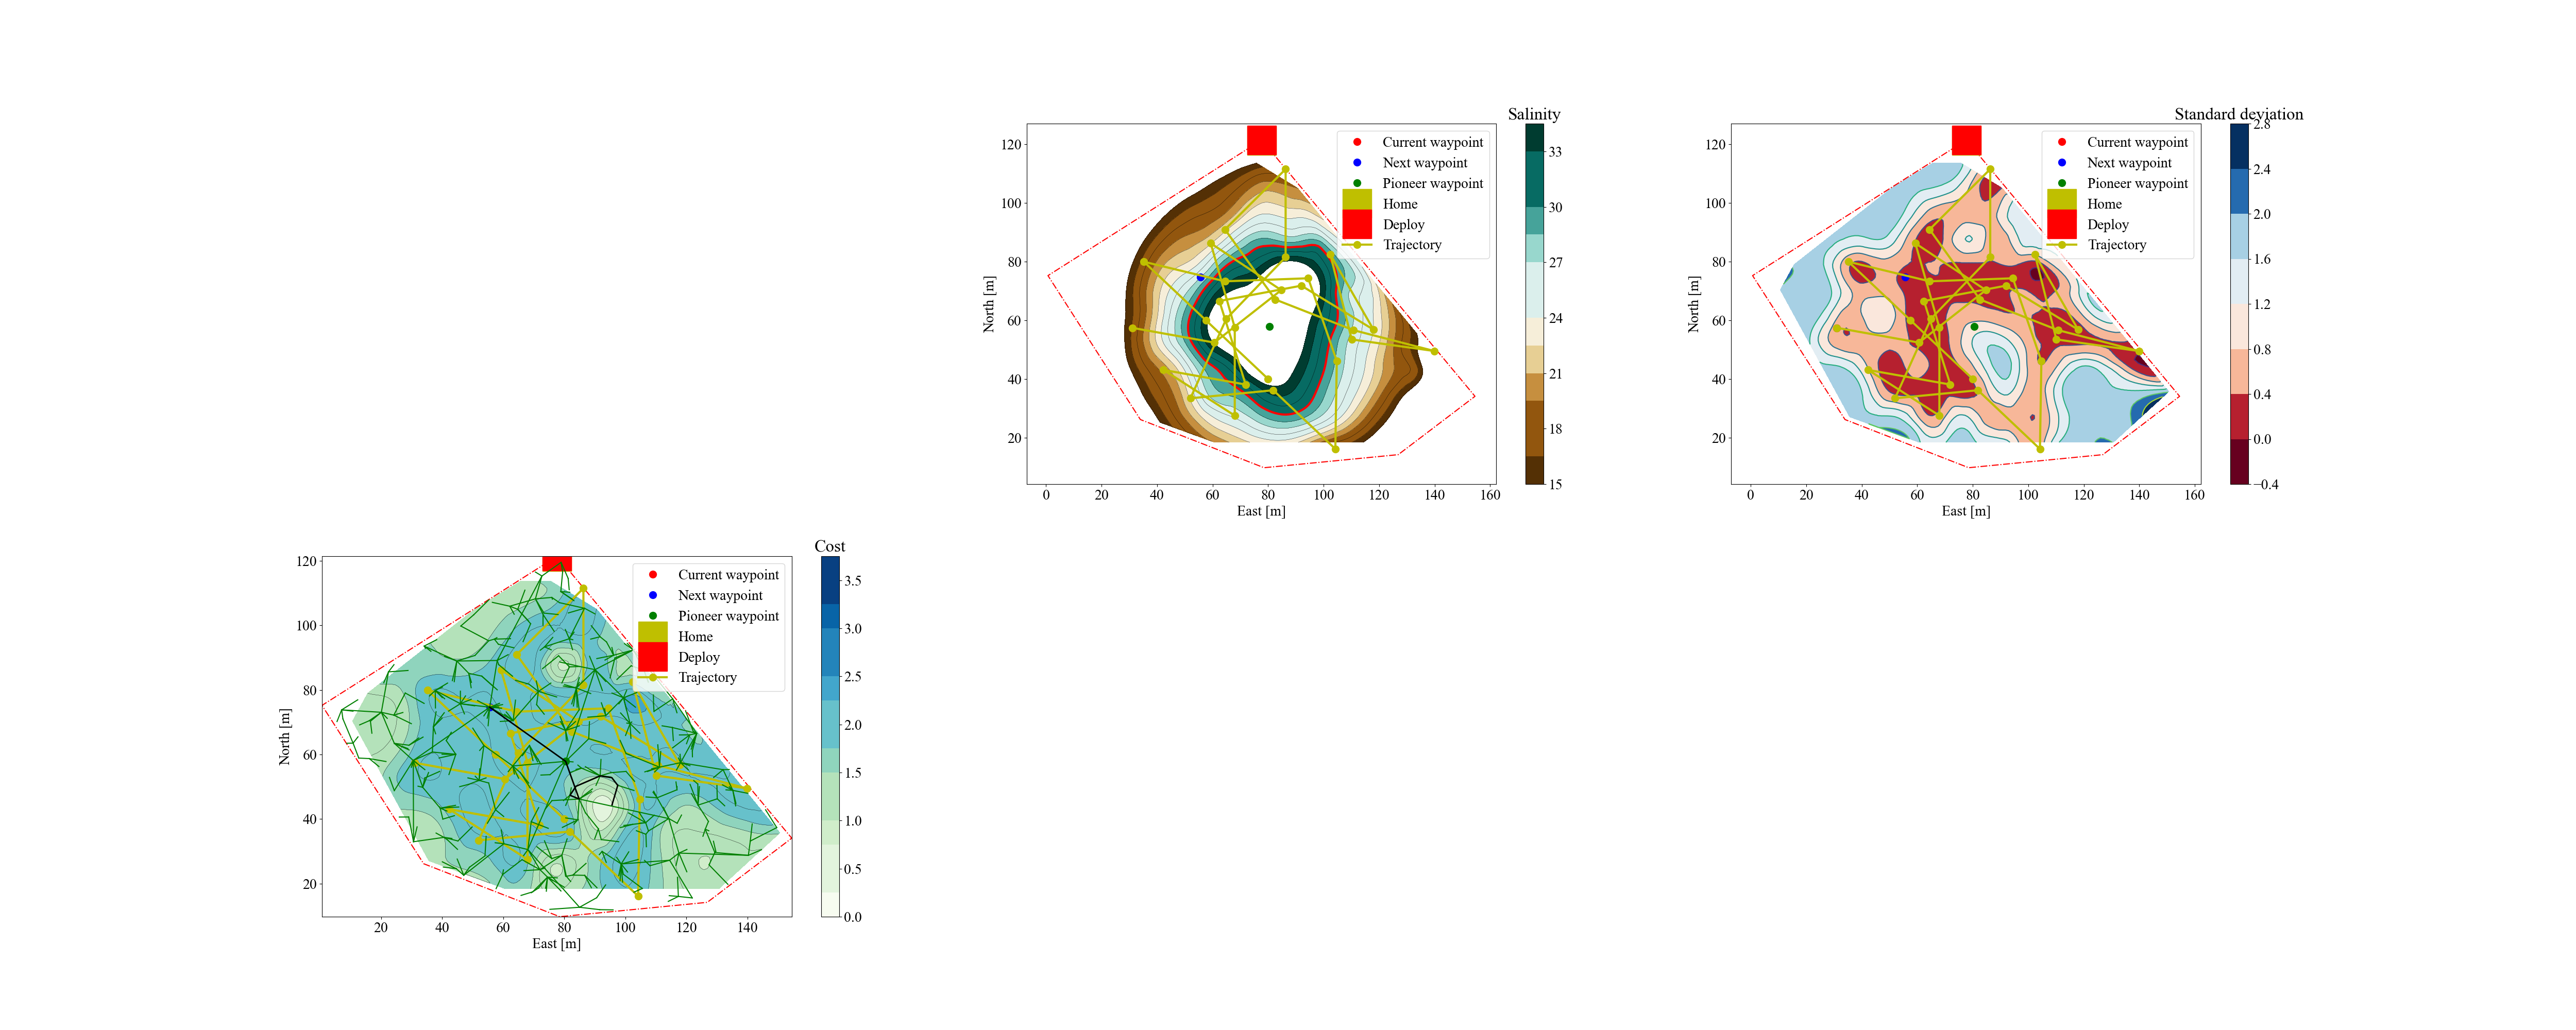 Salinity
Current waypoint
Next waypoint
Pioneer waypoint
Home
Deploy
Trajectory
120
100
80
60
40
20
North [m]
0 20 40 60 80 100 120 140 160
East [m]
33
30
27
24
21
18
15
Standard deviation
Current waypoint
Next waypoint
Pioneer waypoint
Home
Deploy
Trajectory
120
100
80
60
40
20
North [m]
0 20 40 60 80 100 120 140 160
East [m]
2.8
2.4
2.0
1.6
1.2
0.8
0.4
0.0
−0.4
Cost
Current waypoint
Next waypoint
Pioneer waypoint
Home
Deploy
Trajectory
120
100
80
60
40
20
North [m]
20 40 60 80 100 120 140
East [m]
3.5
3.0
2.5
2.0
1.5
1.0
0.5
0.0